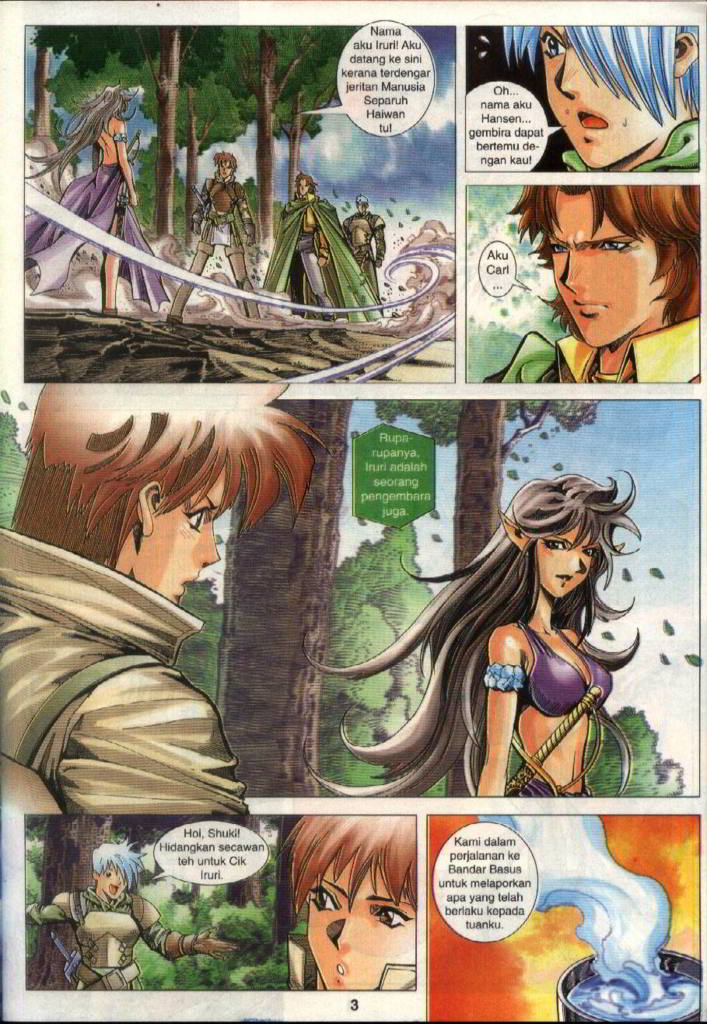 Nama
aku Iruri! Aku
datang ke sini
kerana terdengar
jeritan Manusia
Separuh
Haiwan
tu!
Oh...
nama aku
Hansen...
gembira dapat
bertemu de-
ngan kau!
Aku
Carl
...
Rupa-
rupanya,
Iruri adalah
seorang
pengembara
juga.
Hoi, Shuki!
Hidangkan secawan
teh untuk Cik
Iruri.
Kami dalam
perjalanan ke
Bandar Basus
untuk melaporkan
apa yang telah
berlaku kepada
tuanku.
3